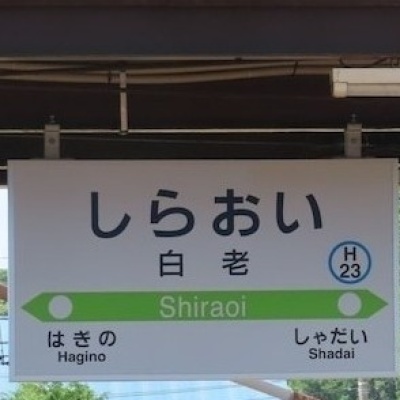 しらおい
白老
H
23
Shiraoi
はぎの
Hagino
しゃだい
Shadai